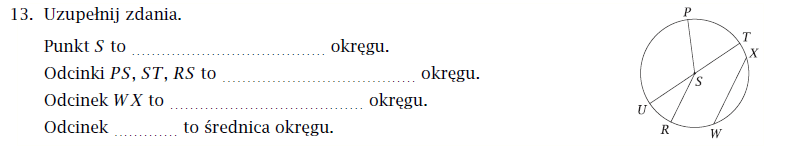 13. Uzupełnij zdania.
Punkt S to .................................... okręgu.
Odcinki PS, ST, RS to .................................... okręgu.
Odcinek WX to .................................... okręgu.
Odcinek ............ to średnica okręgu.
P
T
X
S
U
R
W